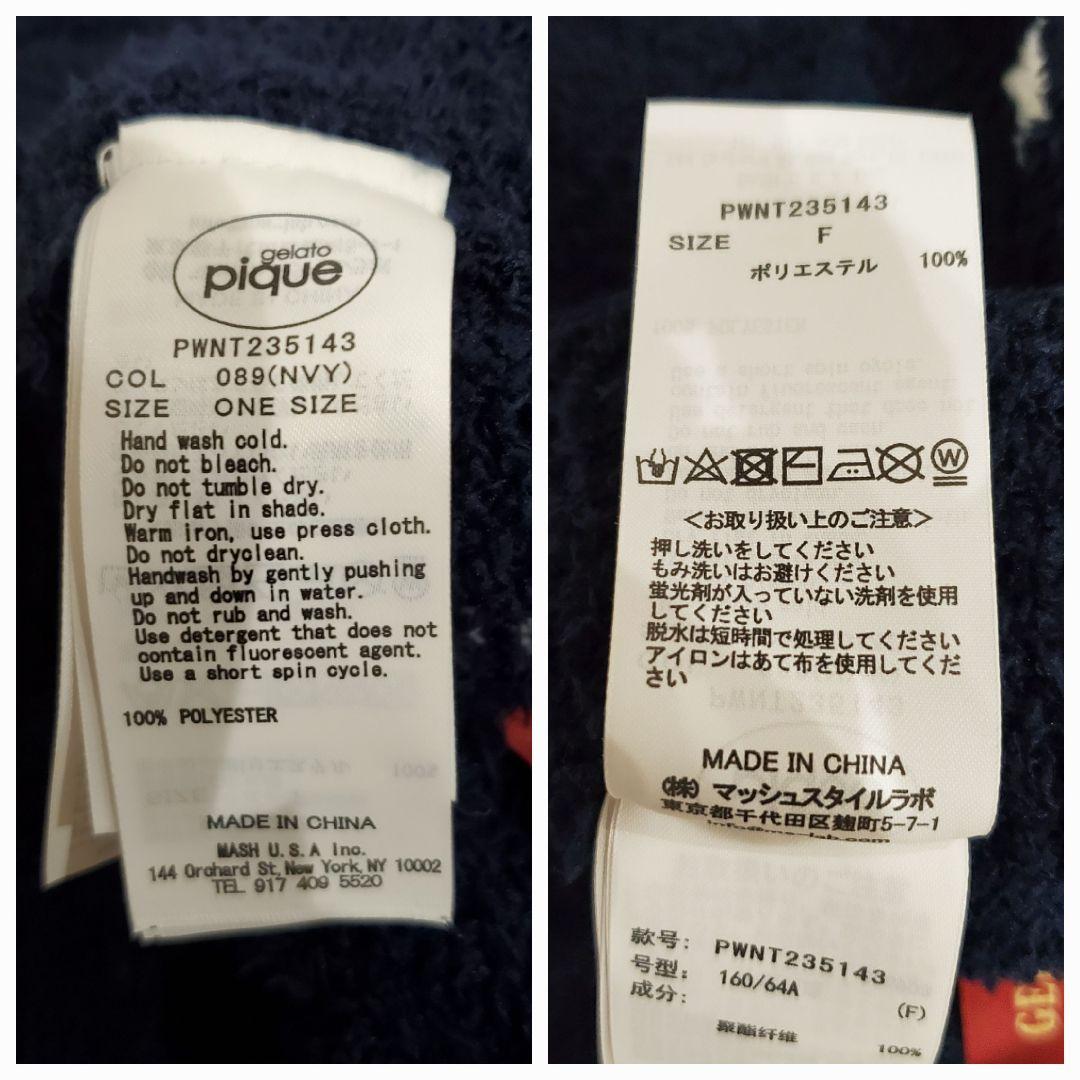 gelato
pique
PWNT235143
COL 089(NVY)
SIZE ONE SIZE
Hand wash cold.
Do not bleach.
Do not tumble dry.
Dry flat in shade.
Warm iron, use press cloth.
Do not dryclean.
Handwash by gently pushing
up and down in water.
Do not rub and wash.
Use detergent that does not
contain fluorescent agent.
Use a short spin cycle.
100% POLYESTER
MADE IN CHINA
MASH U.S.A Inc.
144 Orchard St, New York, NY 10002
TEL 917 409 5520
PWNT235143
SIZE F
ポリエステル 100%
W
<お取り扱い上のご注意>
押し洗いをしてください
もみ洗いはお避けください
蛍光剤が入っていない洗剤を使用
してください
脱水は短時間で処理してください
アイロンはあて布を使用してくだ
さい
MADE IN CHINA
(株) マッシュスタイルラボ
東京都千代田区麹町5-7-1
款号: PWNT235143
号型: 160/64A
成分: (F)
聚酯纤维 100%
GE